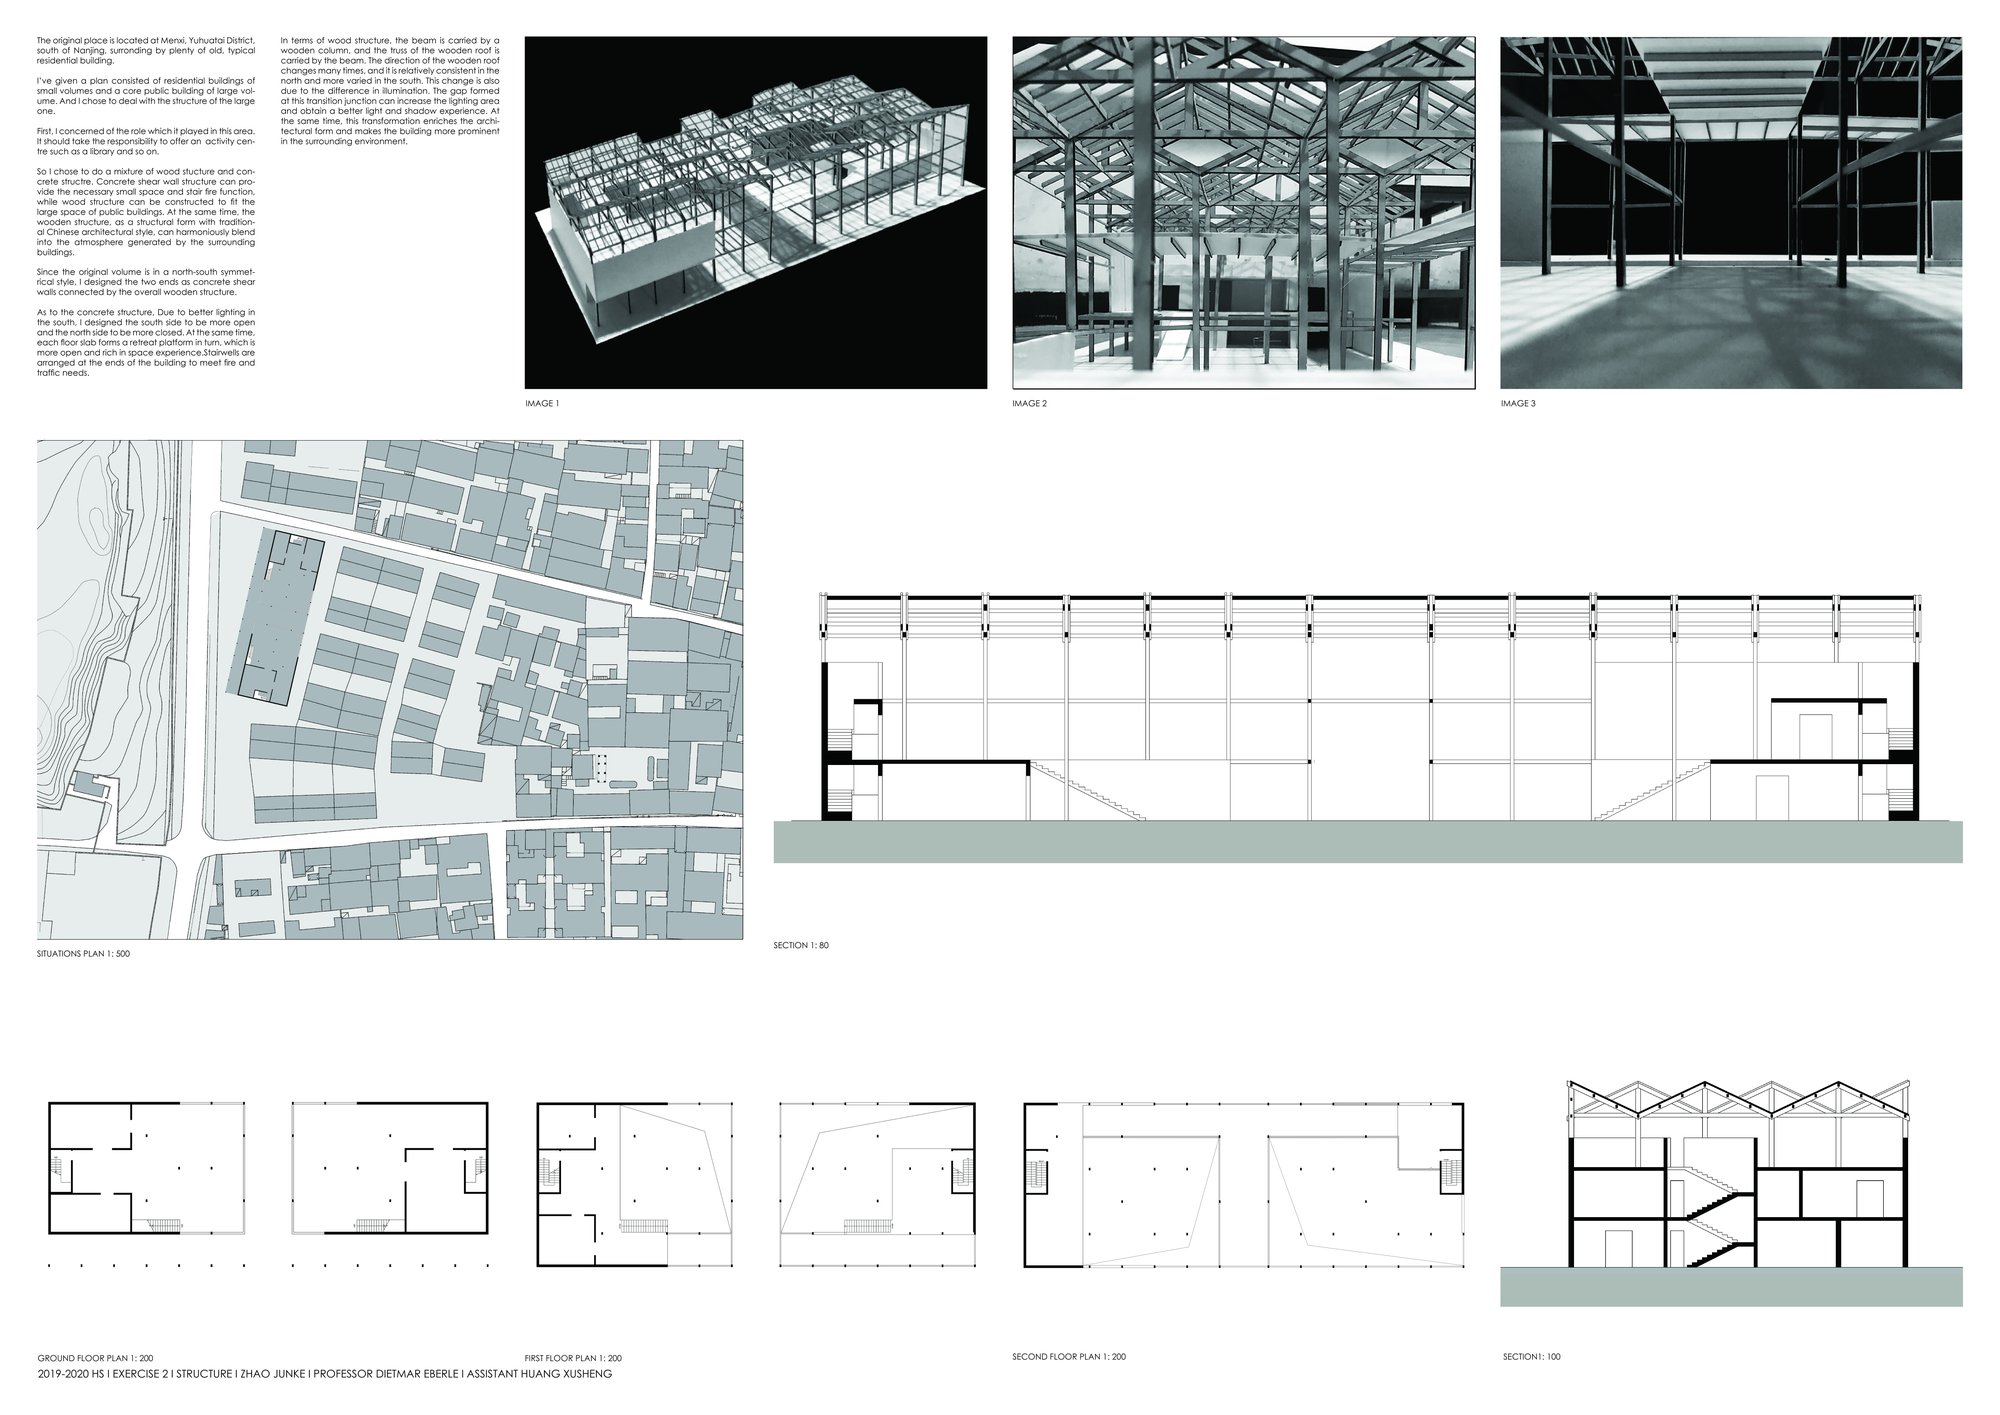 The original place is located at Menxi, Yuhuatai District,
south of Nanjing, surronding by plenty of old, typical
residential building.
I've given a plan consisted of residential buildings of
small volumes and a core public building of large vol-
ume. And I chose to deal with the structure of the large
one.
First, I concerned of the role which it played in this area.
It should take the responsibility to offer an activity cen-
tre such as a library and so on.
So I chose to do a mixture of wood stucture and con-
crete structre. Concrete shear wall structure can pro-
vide the necessary small space and stair fire function,
while wood structure can be constructed to fit the
large space of public buildings. At the same time, the
wooden structure, as a structural form with tradition-
al Chinese architectural style, can harmoniously blend
into the atmosphere generated by the surrounding
buildings.
Since the original volume is in a north-south symmet-
rical style, I designed the two ends as concrete shear
walls connected by the overall wooden structure.
As to the concrete structure, Due to better lighting in
the south, I designed the south side to be more open
and the north side to be more closed. At the same time,
each floor slab forms a retreat platform in turn, which is
more open and rich in space experience.Stairwells are
arranged at the ends of the building to meet fire and
traffic needs.
In terms of wood structure, the beam is carried by a
wooden column, and the truss of the wooden roof is
carried by the beam. The direction of the wooden roof
changes many times, and it is relatively consistent in the
north and more varied in the south. This change is also
due to the difference in illumination. The gap formed
at this transition junction can increase the lighting area
and obtain a better light and shadow experience. At
the same time, this transformation enriches the archi-
tectural form and makes the building more prominent
in the surrounding environment.
IMAGE 1
IMAGE 2
IMAGE 3
SITUATIONS PLAN 1: 500
SECTION 1: 80
GROUND FLOOR PLAN 1: 200
FIRST FLOOR PLAN 1: 200
SECOND FLOOR PLAN 1: 200
SECTION1: 100
2019-2020 HS I EXERCISE 2 I STRUCTURE I ZHAO JUNKE I PROFESSOR DIETMAR EBERLE I ASSISTANT HUANG XUSHENG